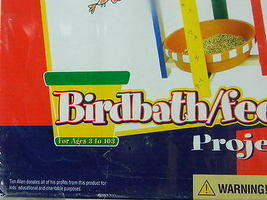 Birdbath/fee
For Ages 3 to 103
Proje
Tim Allen donates all of his profits from this product for
kids' educational and charitable purposes.
WARNING: